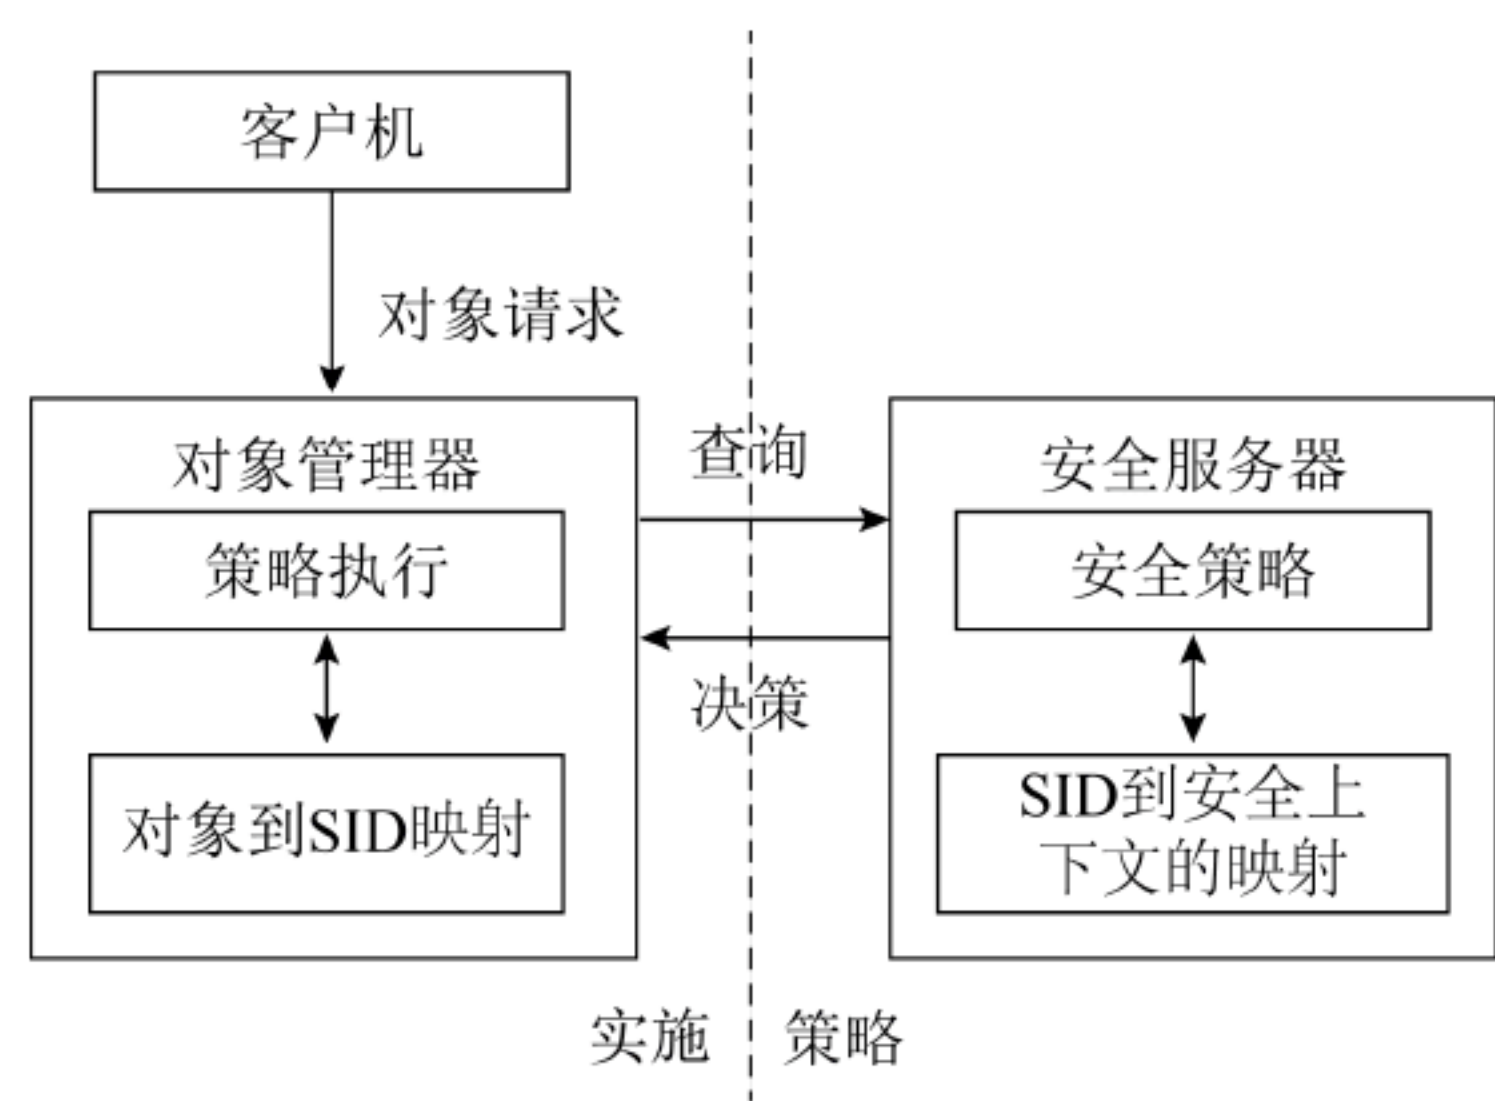 客户机
对象请求
对象管理器
策略执行
对象到SID映射
查询
决策
安全服务器
安全策略
SID到安全上
下文的映射
实施
策略